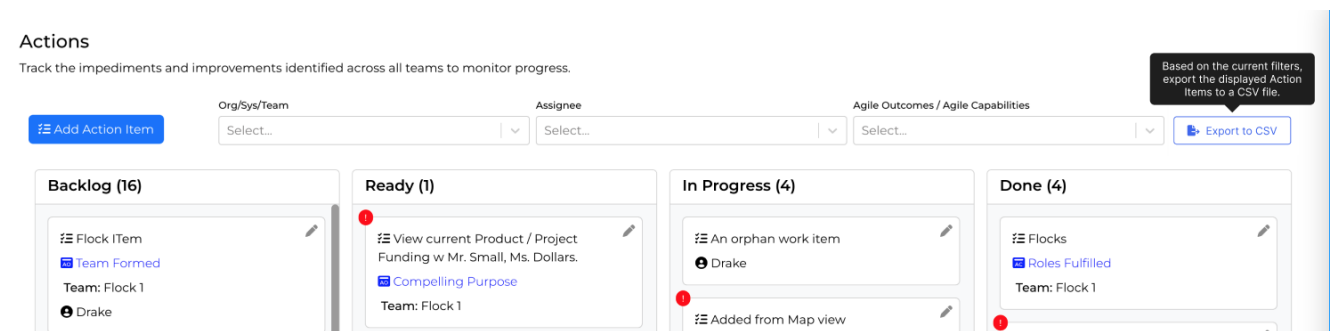 Actions
Track the impediments and improvements identified across all teams to monitor progress.
Based on the current filters,
export the displayed Action
Items to a CSV file.
Org/Sys/Team
Assignee
Agile Outcomes / Agile Capabilities
Add Action Item
Select...
Select...
Select...
Export to CSV
Backlog (16)
Flock ITem
AO Team Formed
Team: Flock 1
Drake
Ready (1)
!
View current Product / Project
Funding w Mr. Small, Ms. Dollars.
AO Compelling Purpose
Team: Flock 1
In Progress (4)
An orphan work item
Drake
!
Added from Map view
Done (4)
Flocks
AO Roles Fulfilled
Team: Flock 1
!